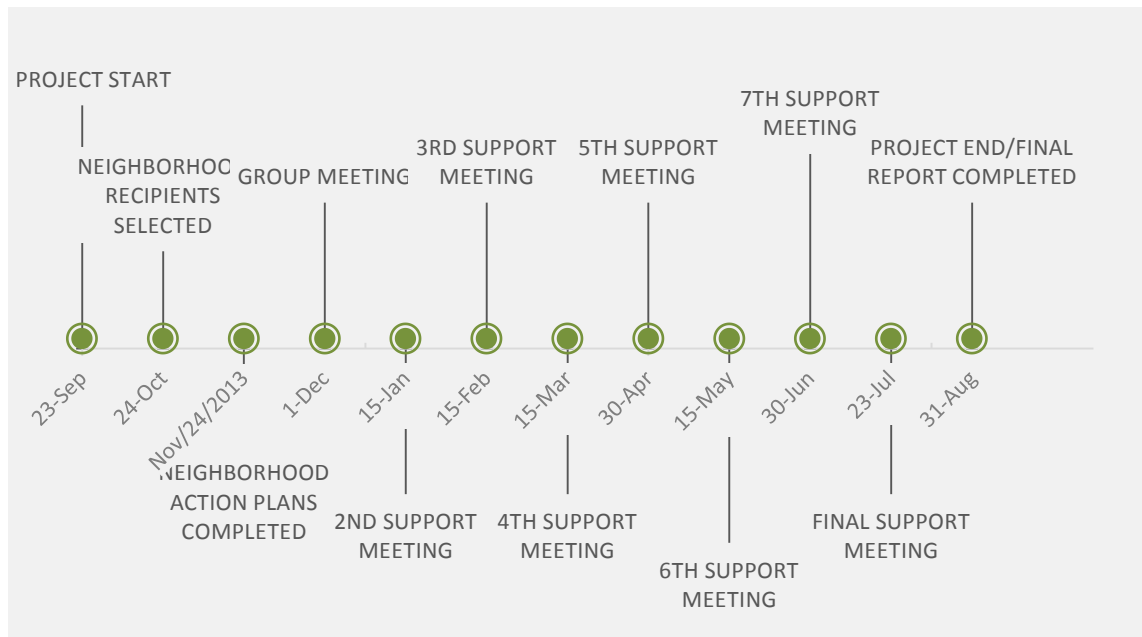 PROJECT START
NEIGHBORHOO
RECIPIENTS
SELECTED
GROUP MEETING
3RD SUPPORT
MEETING
5TH SUPPORT
MEETING
7TH SUPPORT
MEETING
PROJECT END/FINAL
REPORT COMPLETED
23-Sep
24-Oct
Nov/24/2013
1-Dec
15-Jan
15-Feb
15-Mar
30-Apr
15-May
30-Jun
23-Jul
31-Aug
NEIGHBORHOOD
ACTION PLANS
COMPLETED
2ND SUPPORT
MEETING
4TH SUPPORT
MEETING
6TH SUPPORT
MEETING
FINAL SUPPORT
MEETING